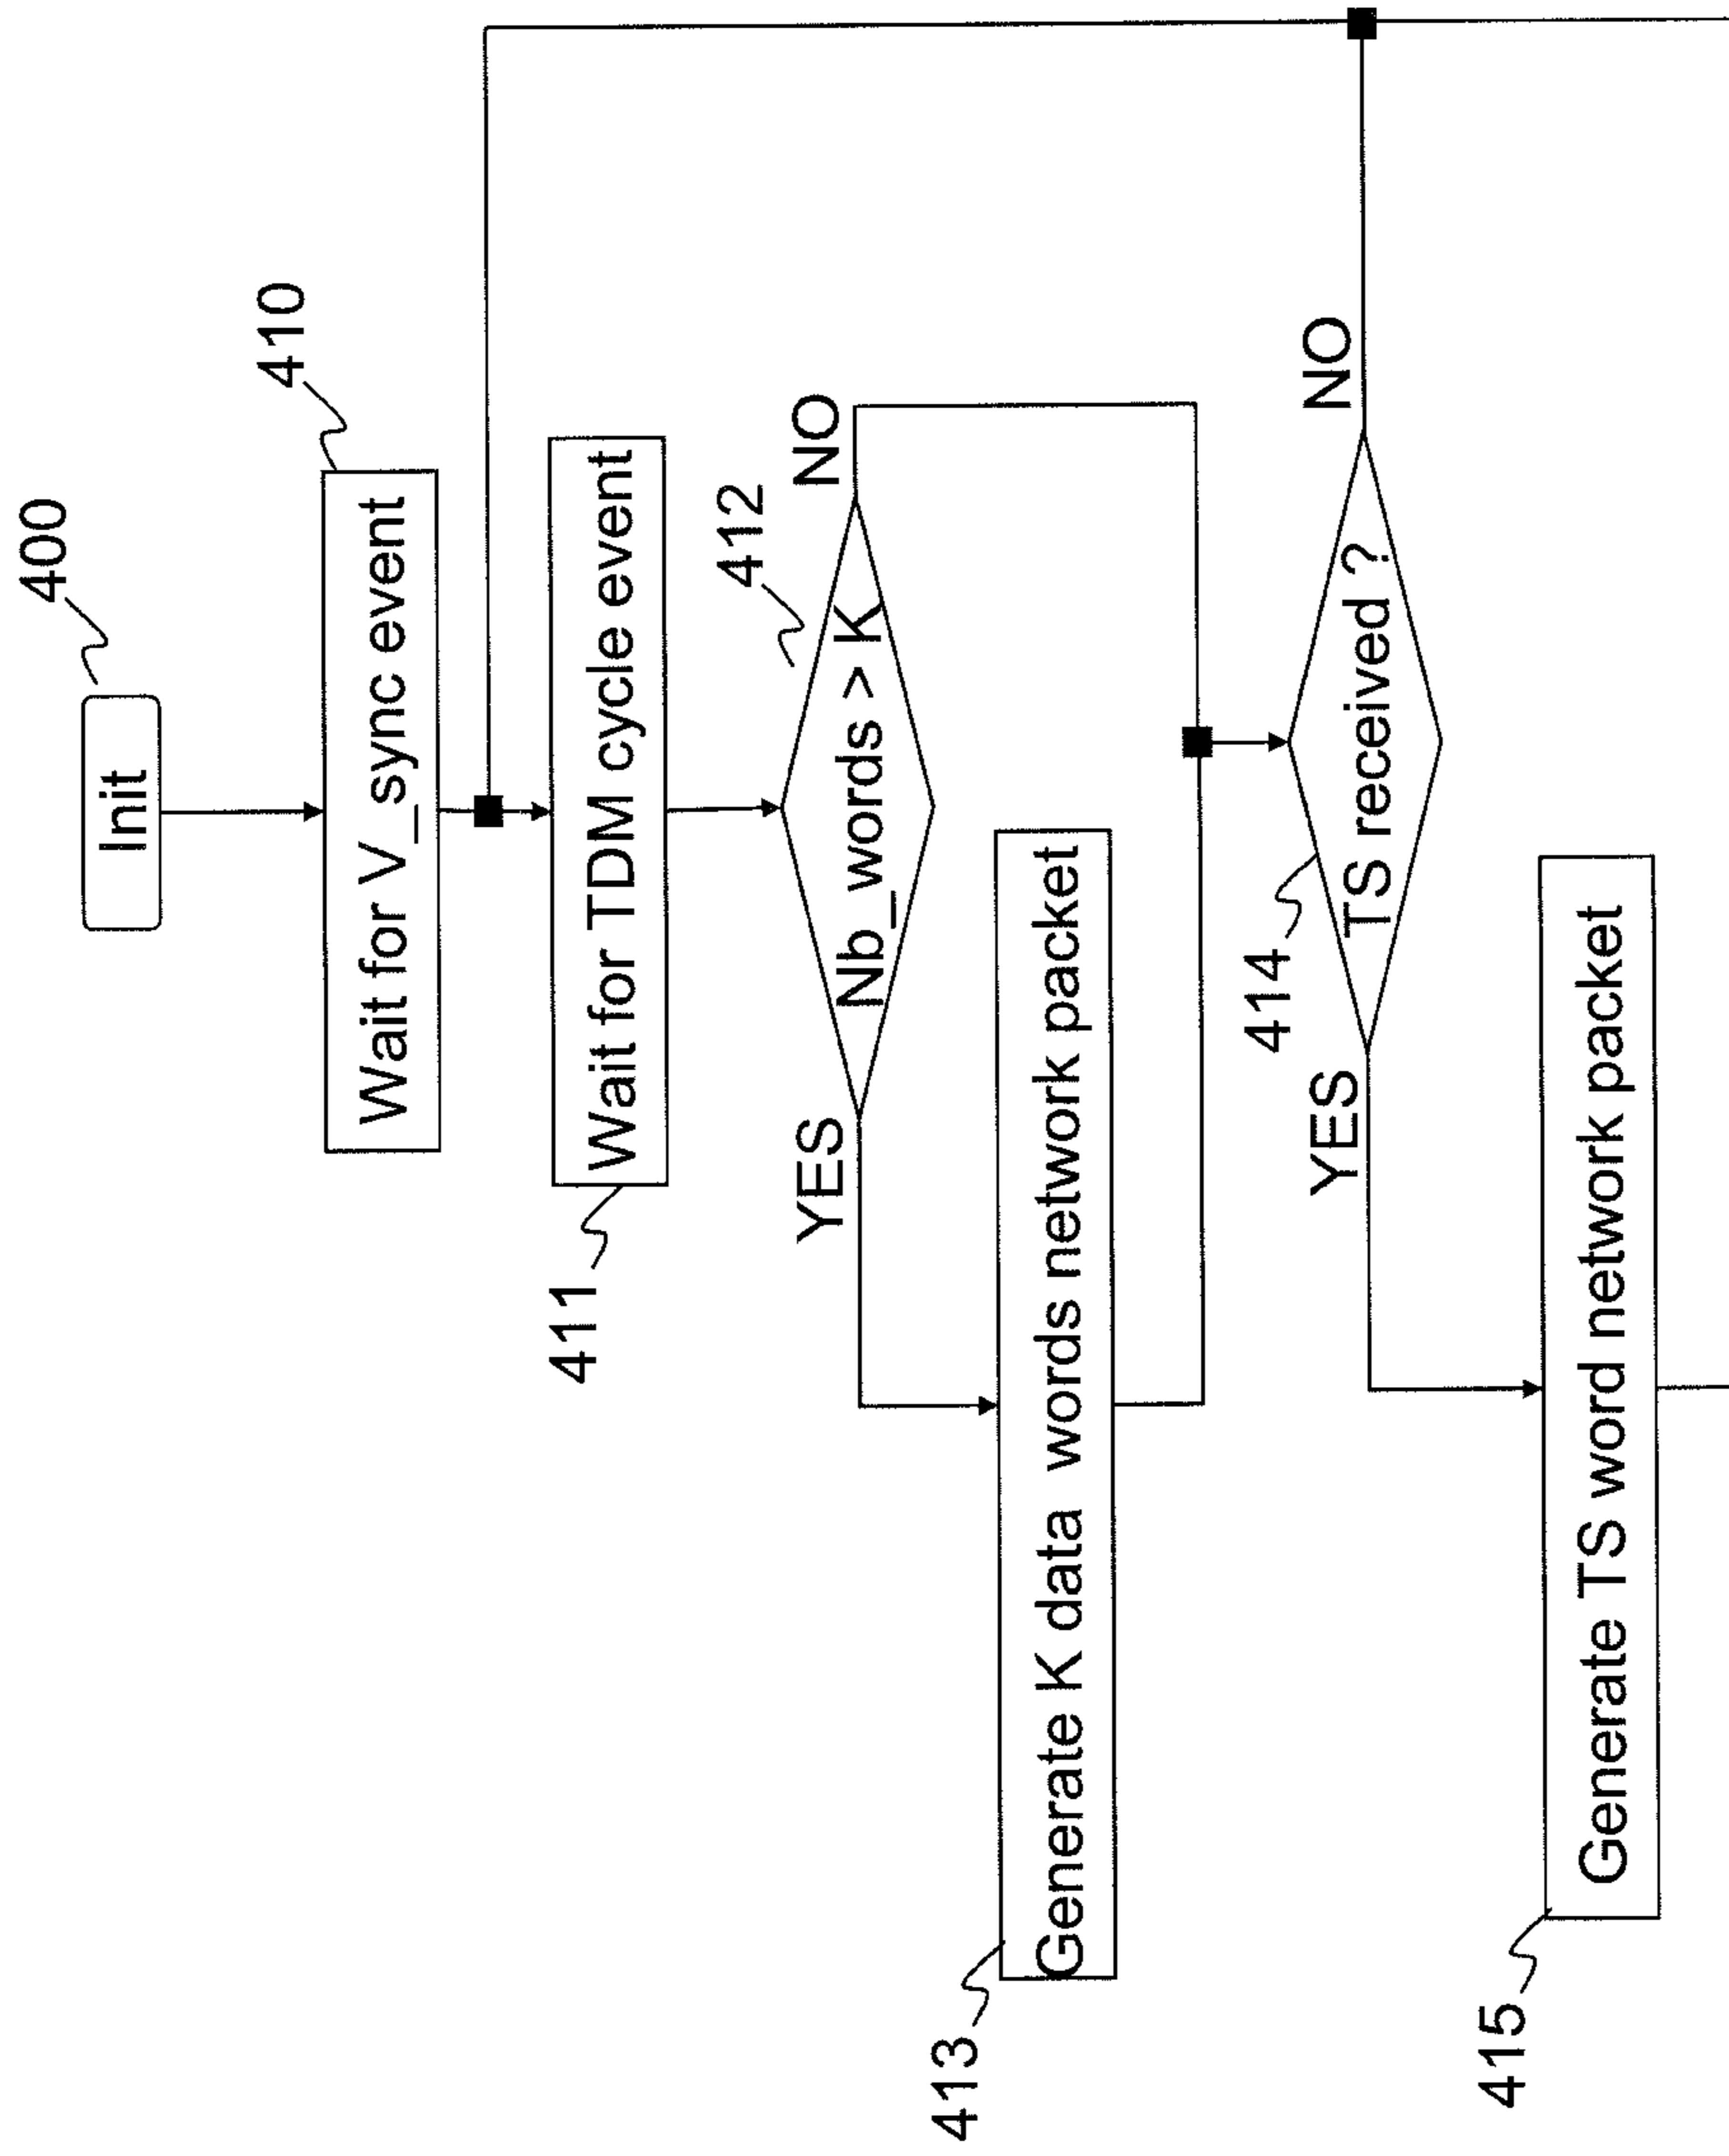 400
Init
410
Wait for V_sync event
411
Wait for TDM cycle event
412
Nb_words > K
YES
NO
413
Generate K data words network packet
414
TS received ?
YES
NO
415
Generate TS word network packet